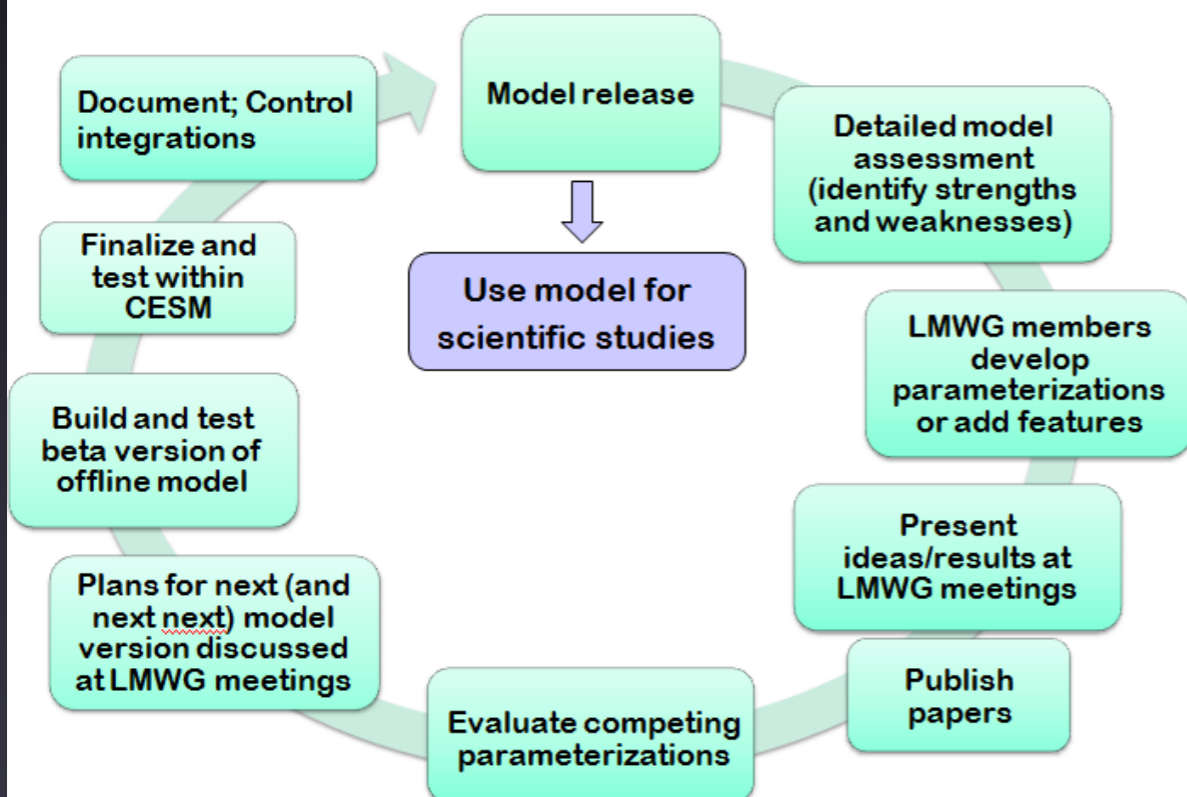 Model release
Detailed model
assessment
(identify strengths
and weaknesses)
LMWG members
develop
parameterizations
or add features
Present
ideas/results at
LMWG meetings
Publish
papers
Evaluate competing
parameterizations
Plans for next (and
next next) model
version discussed
at LMWG meetings
Build and test
beta version of
offline model
Finalize and
test within
CESM
Document; Control
integrations
Use model for
scientific studies